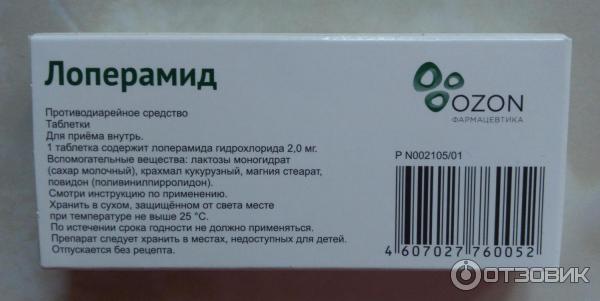 Лоперамид
OZON
ФАРМАЦЕВТИКА
Противодиарейное средство
Таблетки
Для приёма внутрь.
1 таблетка содержит лоперамида гидрохлорида 2,0 мг.
Вспомогательные вещества: лактозы моногидрат
(сахар молочный), крахмал кукурузный, магния стеарат,
повидон (поливинилпирролидон).
Смотри инструкцию по применению.
Хранить в сухом, защищённом от света месте
при температуре не выше 25 °С.
По истечении срока годности не должно применяться.
Препарат следует хранить в местах, недоступных для детей.
Отпускается без рецепта.
Р N002105/01
4 607027 760052
ОТЗОВИК